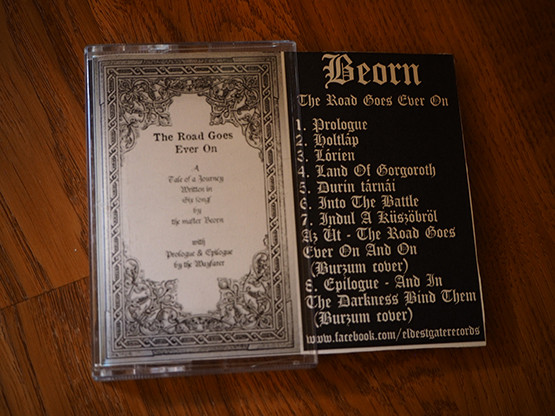 The Road Goes
Ever On
A
Tale of a Journey
Written in
six songs
by
the master Beorn
with
Prologue & Epilogue
by the Wayfarer
Beorn
The Road Goes Ever On
1. Prologue
2. Holtláp
3. Lórien
4. Land Of Gorgoroth
5. Durin tárnái
6. Into The Battle
7. Indul A Küszöbröl
Az Út - The Road Goes
Ever On And On
(Burzum cover)
8. Epilogue - And In
The Darkness Bind Them
(Burzum cover)
www.facebook.com/eldestgaterecords